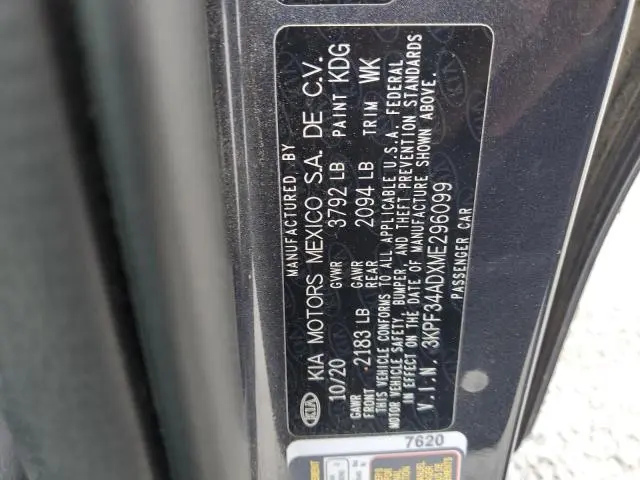 MANUFACTURED BY
KIA KIA MOTORS MEXICO S.A. DE C.V.
10/20 GVWR 3792 LB PAINT KDG
GAWR FRONT 2183 LB GAWR REAR 2094 LB TRIM WK
THIS VEHICLE CONFORMS TO ALL APPLICABLE U.S.A. FEDERAL
MOTOR VEHICLE SAFETY, BUMPER, AND THEFT PREVENTION STANDARDS
IN EFFECT ON THE DATE OF MANUFACTURE SHOWN ABOVE.
V.I.N. 3KPF34ADXME296099
PASSENGER CAR
7620